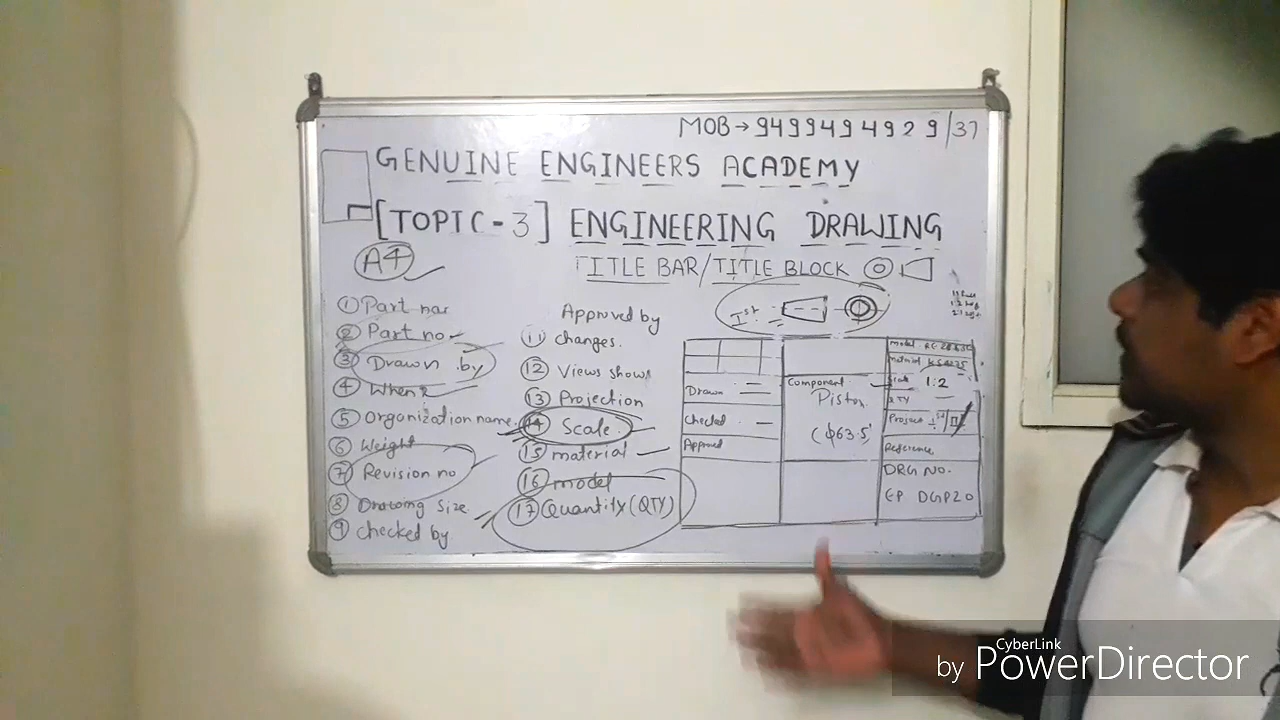 MOB→9499494929/37
GENUINE ENGINEERS ACADEMY
[TOPIC-3] ENGINEERING DRAWING
A4
TITLE BAR/TITLE BLOCK
Ist
① Part nar
② Part no
③ Drawn by
④ When
⑤ Organization name
⑥ Weight
⑦ Revision no
⑧ Drawing size
⑨ checked by
Approved by
11 changes.
⑫ Views shown
⑬ Projection
14 Scale
⑮ material
⑯ model
⑰ Quantity (QTY)
Drawn
Checked
Approved
Component
Piston
(ϕ63.5)
model
material
1:2
QTY
Project
Reference
DRG NO.
EP DGP20
CyberLink
by PowerDirector